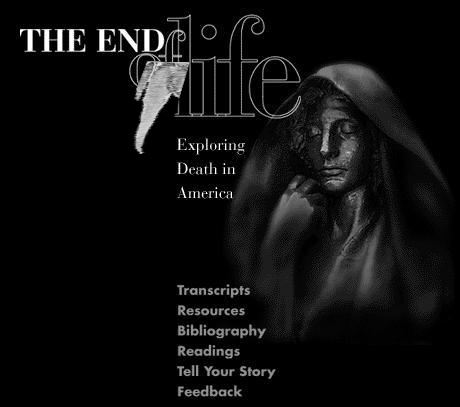 THE END of life
Exploring
Death in
America
Transcripts
Resources
Bibliography
Readings
Tell Your Story
Feedback